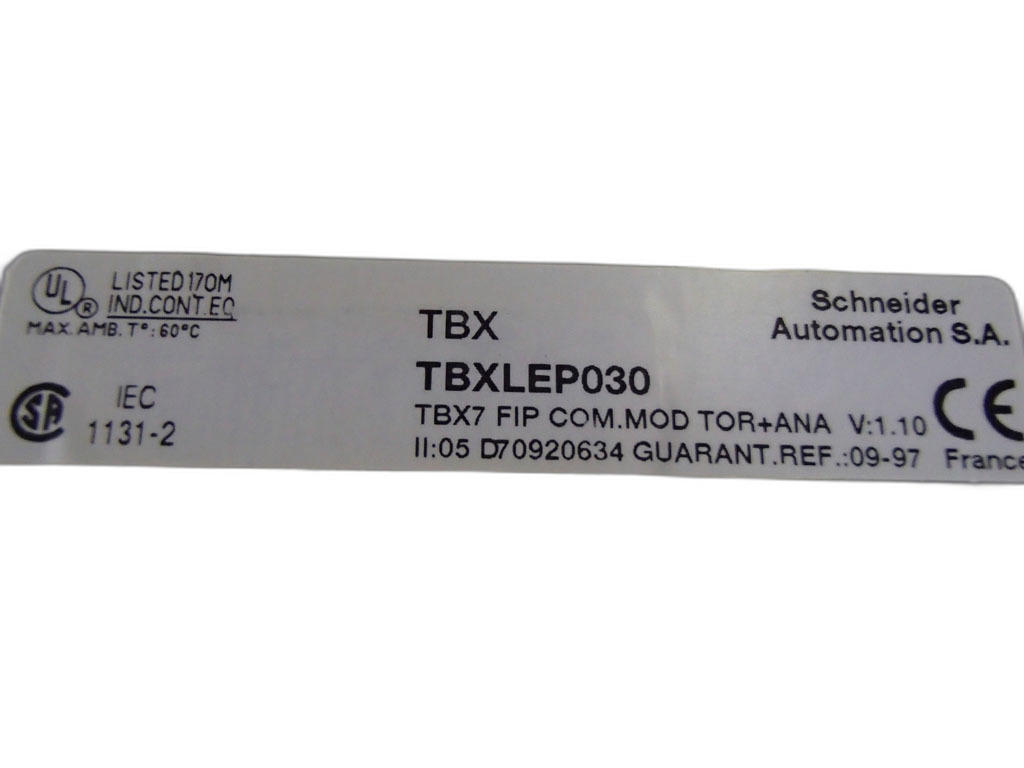 UL ® LISTED 170M
IND.CONT.EQ
MAX. AMB. T°:60°C
SA
IEC
1131-2
TBX
TBXLEP030
TBX7 FIP COM.MOD TOR+ANA V:1.10
II:05 D70920634 GUARANT.REF.:09-97 France
Schneider
Automation S.A.
CE